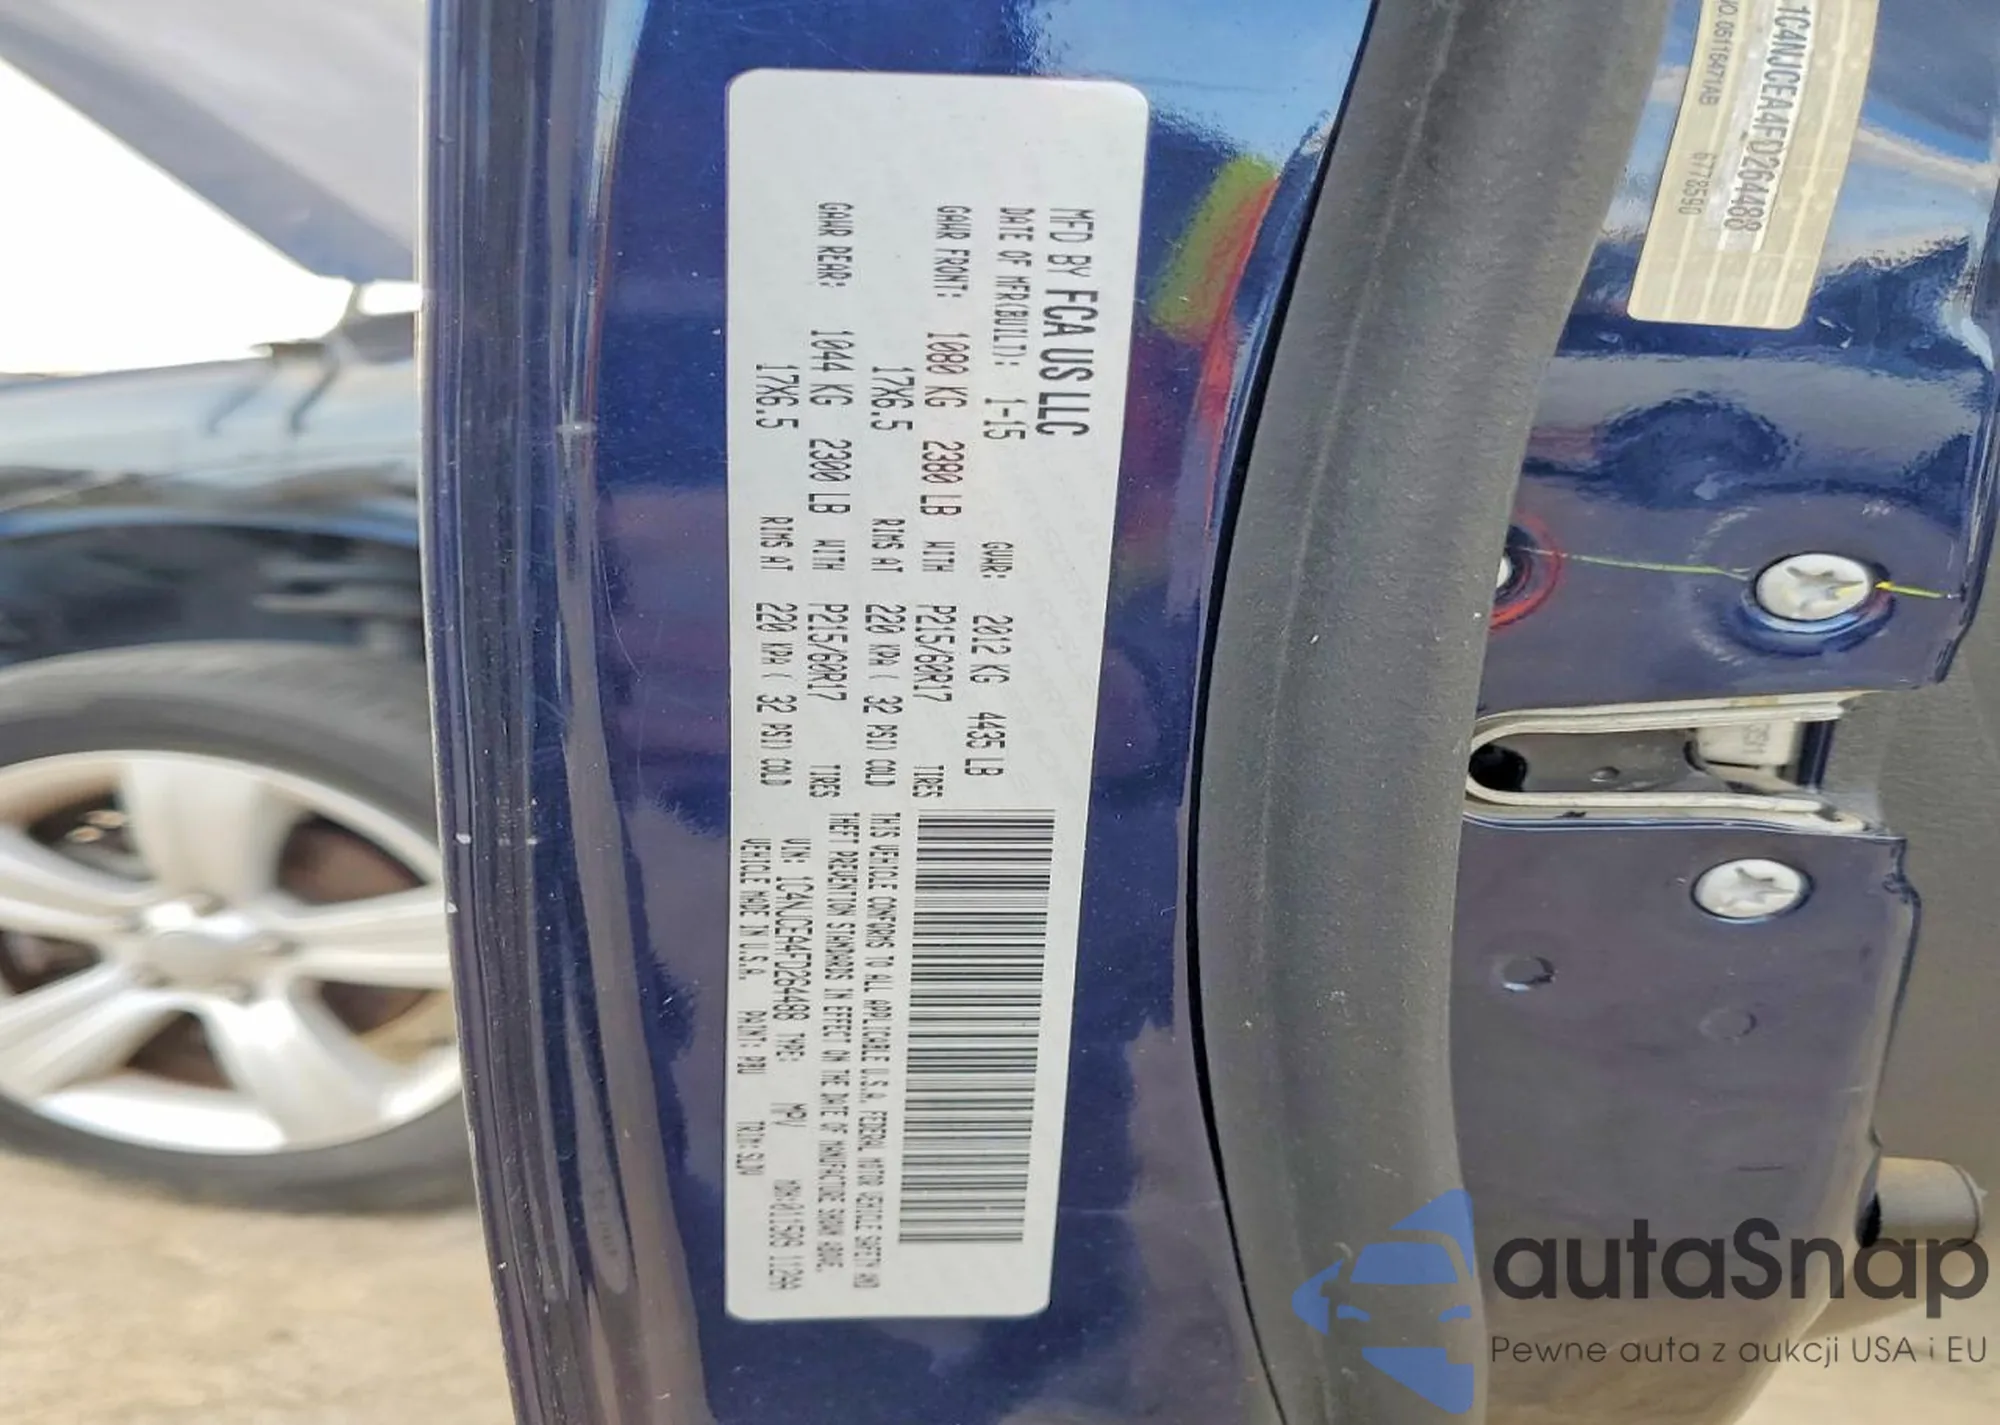 MFD BY FCA US LLC
DATE OF MFR(BUILT): 1-15 GVWR: 2012 KG 4435 LB
GAWR FRONT: 1080 KG 2380 LB WITH P215/60R17 TIRES
17X6.5 RIMS AT 220 KPA ( 32 PSI) COLD
GAWR REAR: 1044 KG 2300 LB WITH P215/60R17 TIRES
17X6.5 RIMS AT 220 KPA ( 32 PSI) COLD
THIS VEHICLE CONFORMS TO ALL APPLICABLE U.S.A. FEDERAL MOTOR VEHICLE SAFETY AND
THEFT PREVENTION STANDARDS IN EFFECT ON THE DATE OF MANUFACTURE SHOWN ABOVE.
VIN: 1C4NJCEA4FD264488 TYPE: MPV MDH:011509 11299
VEHICLE MADE IN U.S.A. PAINT: PBU TRIM:
1C4NJCEA4FD264488
6778590
autaSnap
Pewne auta z aukcji USA i EU